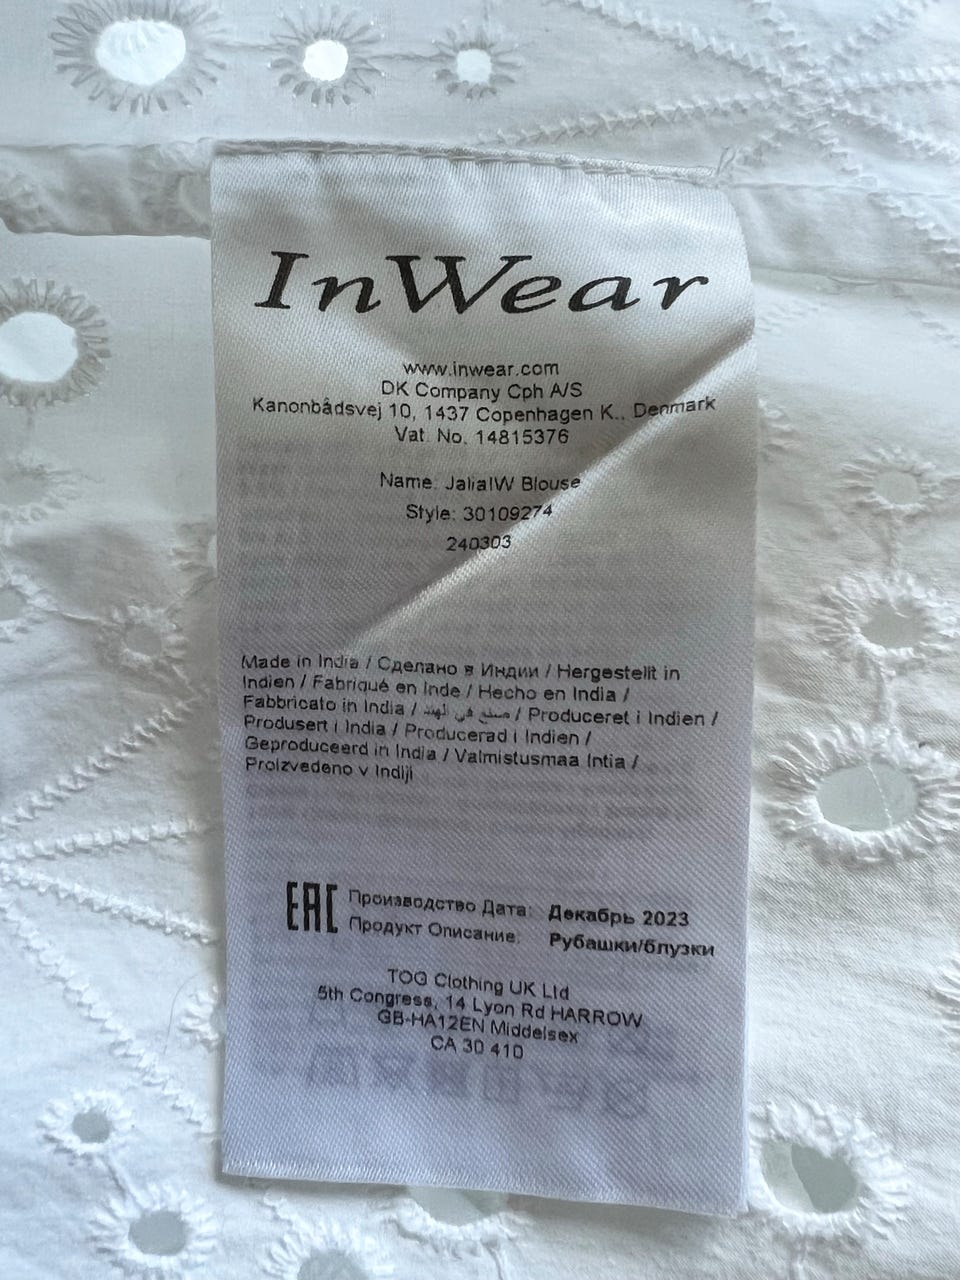 InWear
www.inwear.com
DK Company Cph A/S
Kanonbådsvej 10, 1437 Copenhagen K., Denmark
Vat. No. 14815376
Name: JaliaIW Blouse
Style: 30109274
240303
Made in India / Сделано в Индии / Hergestellt in
Indien / Fabriqué en Inde / Hecho en India /
Fabbricato in India / صنع في الهند / Produceret i Indien /
Produsert i India / Producerad i Indien /
Geproduceerd in India / Valmistusmaa Intia /
Proizvedeno v Indiji
EAC Производство Дата: Декабрь 2023
Продукт Описание: Рубашки/блузки
TOG Clothing UK Ltd
5th Congress, 14 Lyon Rd HARROW
GB-HA12EN Middelsex
CA 30 410